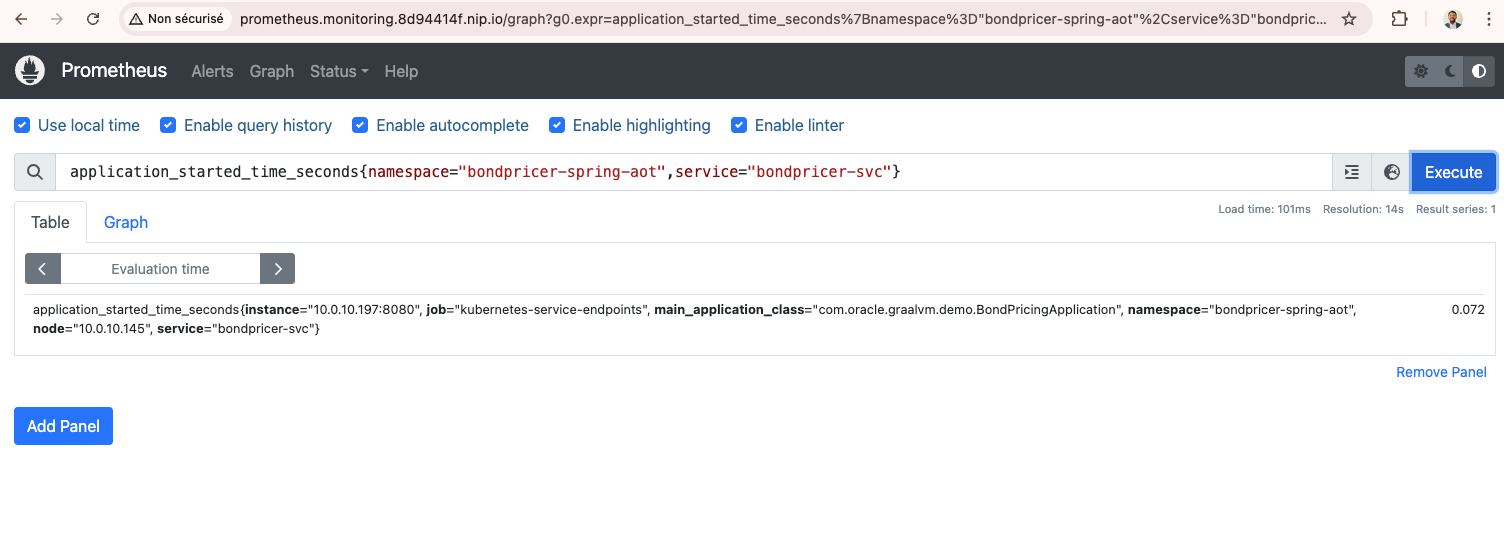 Non sécurisé prometheus.monitoring.8d94414f.nip.io/graph?g0.expr=application_started_time_seconds%7Bnamespace%3D"bondpricer-spring-aot"%2Cservice%3D"bondpric...
Prometheus Alerts Graph Status Help
Use local time Enable query history Enable autocomplete Enable highlighting Enable linter
application_started_time_seconds{namespace="bondpricer-spring-aot",service="bondpricer-svc"} Execute
Load time: 101ms Resolution: 14s Result series: 1
Table Graph
Evaluation time
application_started_time_seconds{instance="10.0.10.197:8080", job="kubernetes-service-endpoints", main_application_class="com.oracle.graalvm.demo.BondPricingApplication", namespace="bondpricer-spring-aot", 0.072
node="10.0.10.145", service="bondpricer-svc"}
Remove Panel
Add Panel